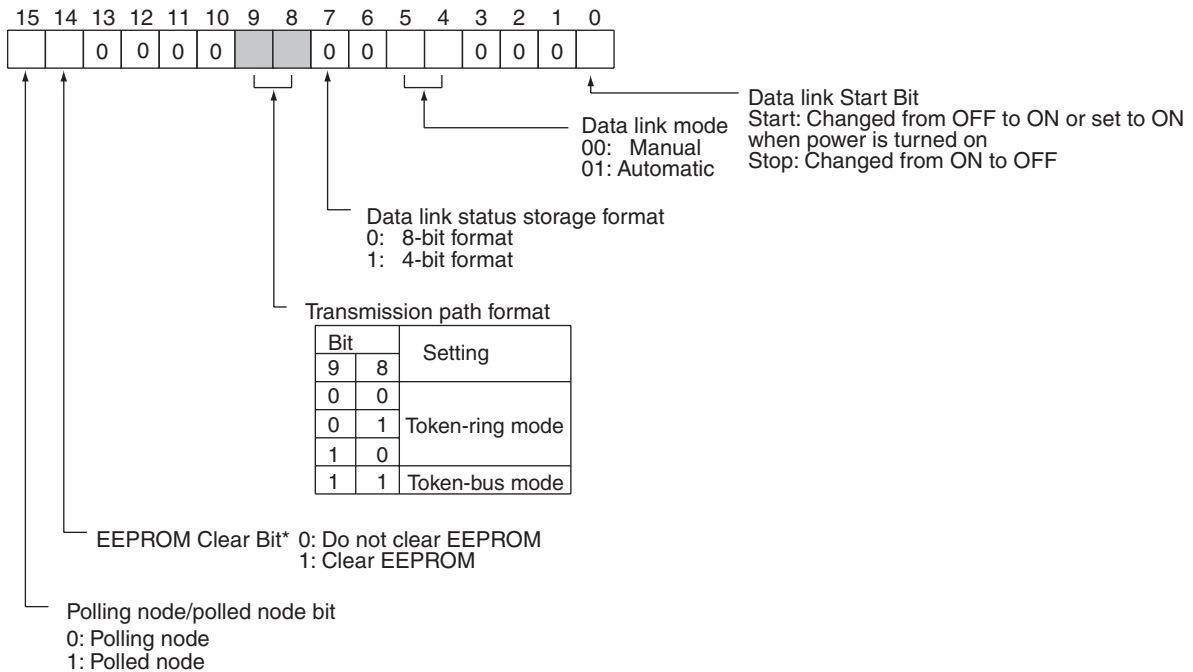 15 14 13 12 11 10 9 8 7 6 5 4 3 2 1 0
0 0 0 0 0 0 0 0 0
Data link Start Bit
Start: Changed from OFF to ON or set to ON
when power is turned on
Stop: Changed from ON to OFF
Data link mode
00: Manual
01: Automatic
Data link status storage format
0: 8-bit format
1: 4-bit format
Transmission path format
Bit Setting
9 8
0 0
0 1 Token-ring mode
1 0
1 1 Token-bus mode
EEPROM Clear Bit* 0: Do not clear EEPROM
1: Clear EEPROM
Polling node/polled node bit
0: Polling node
1: Polled node